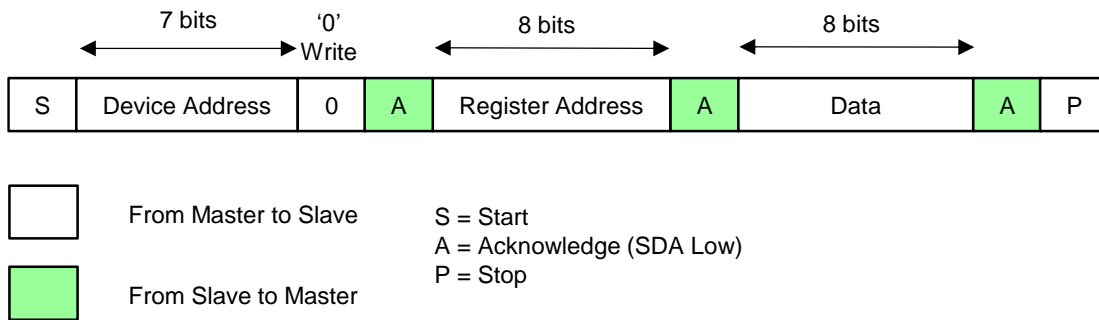 7 bits
‘0’
Write
8 bits
8 bits
S
Device Address
0
A
Register Address
A
Data
A
P
From Master to Slave
From Slave to Master
S = Start
A = Acknowledge (SDA Low)
P = Stop